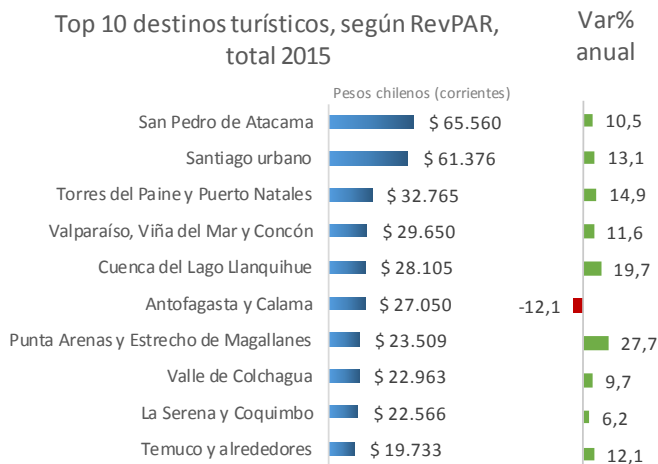 Top 10 destinos turísticos, según RevPAR,
total 2015
Var%
anual
Pesos chilenos (corrientes)
San Pedro de Atacama $ 65.560 10,5
Santiago urbano $ 61.376 13,1
Torres del Paine y Puerto Natales $ 32.765 14,9
Valparaíso, Viña del Mar y Concón $ 29.650 11,6
Cuenca del Lago Llanquihue $ 28.105 19,7
Antofagasta y Calama $ 27.050 -12,1
Punta Arenas y Estrecho de Magallanes $ 23.509 27,7
Valle de Colchagua $ 22.963 9,7
La Serena y Coquimbo $ 22.566 6,2
Temuco y alrededores $ 19.733 12,1